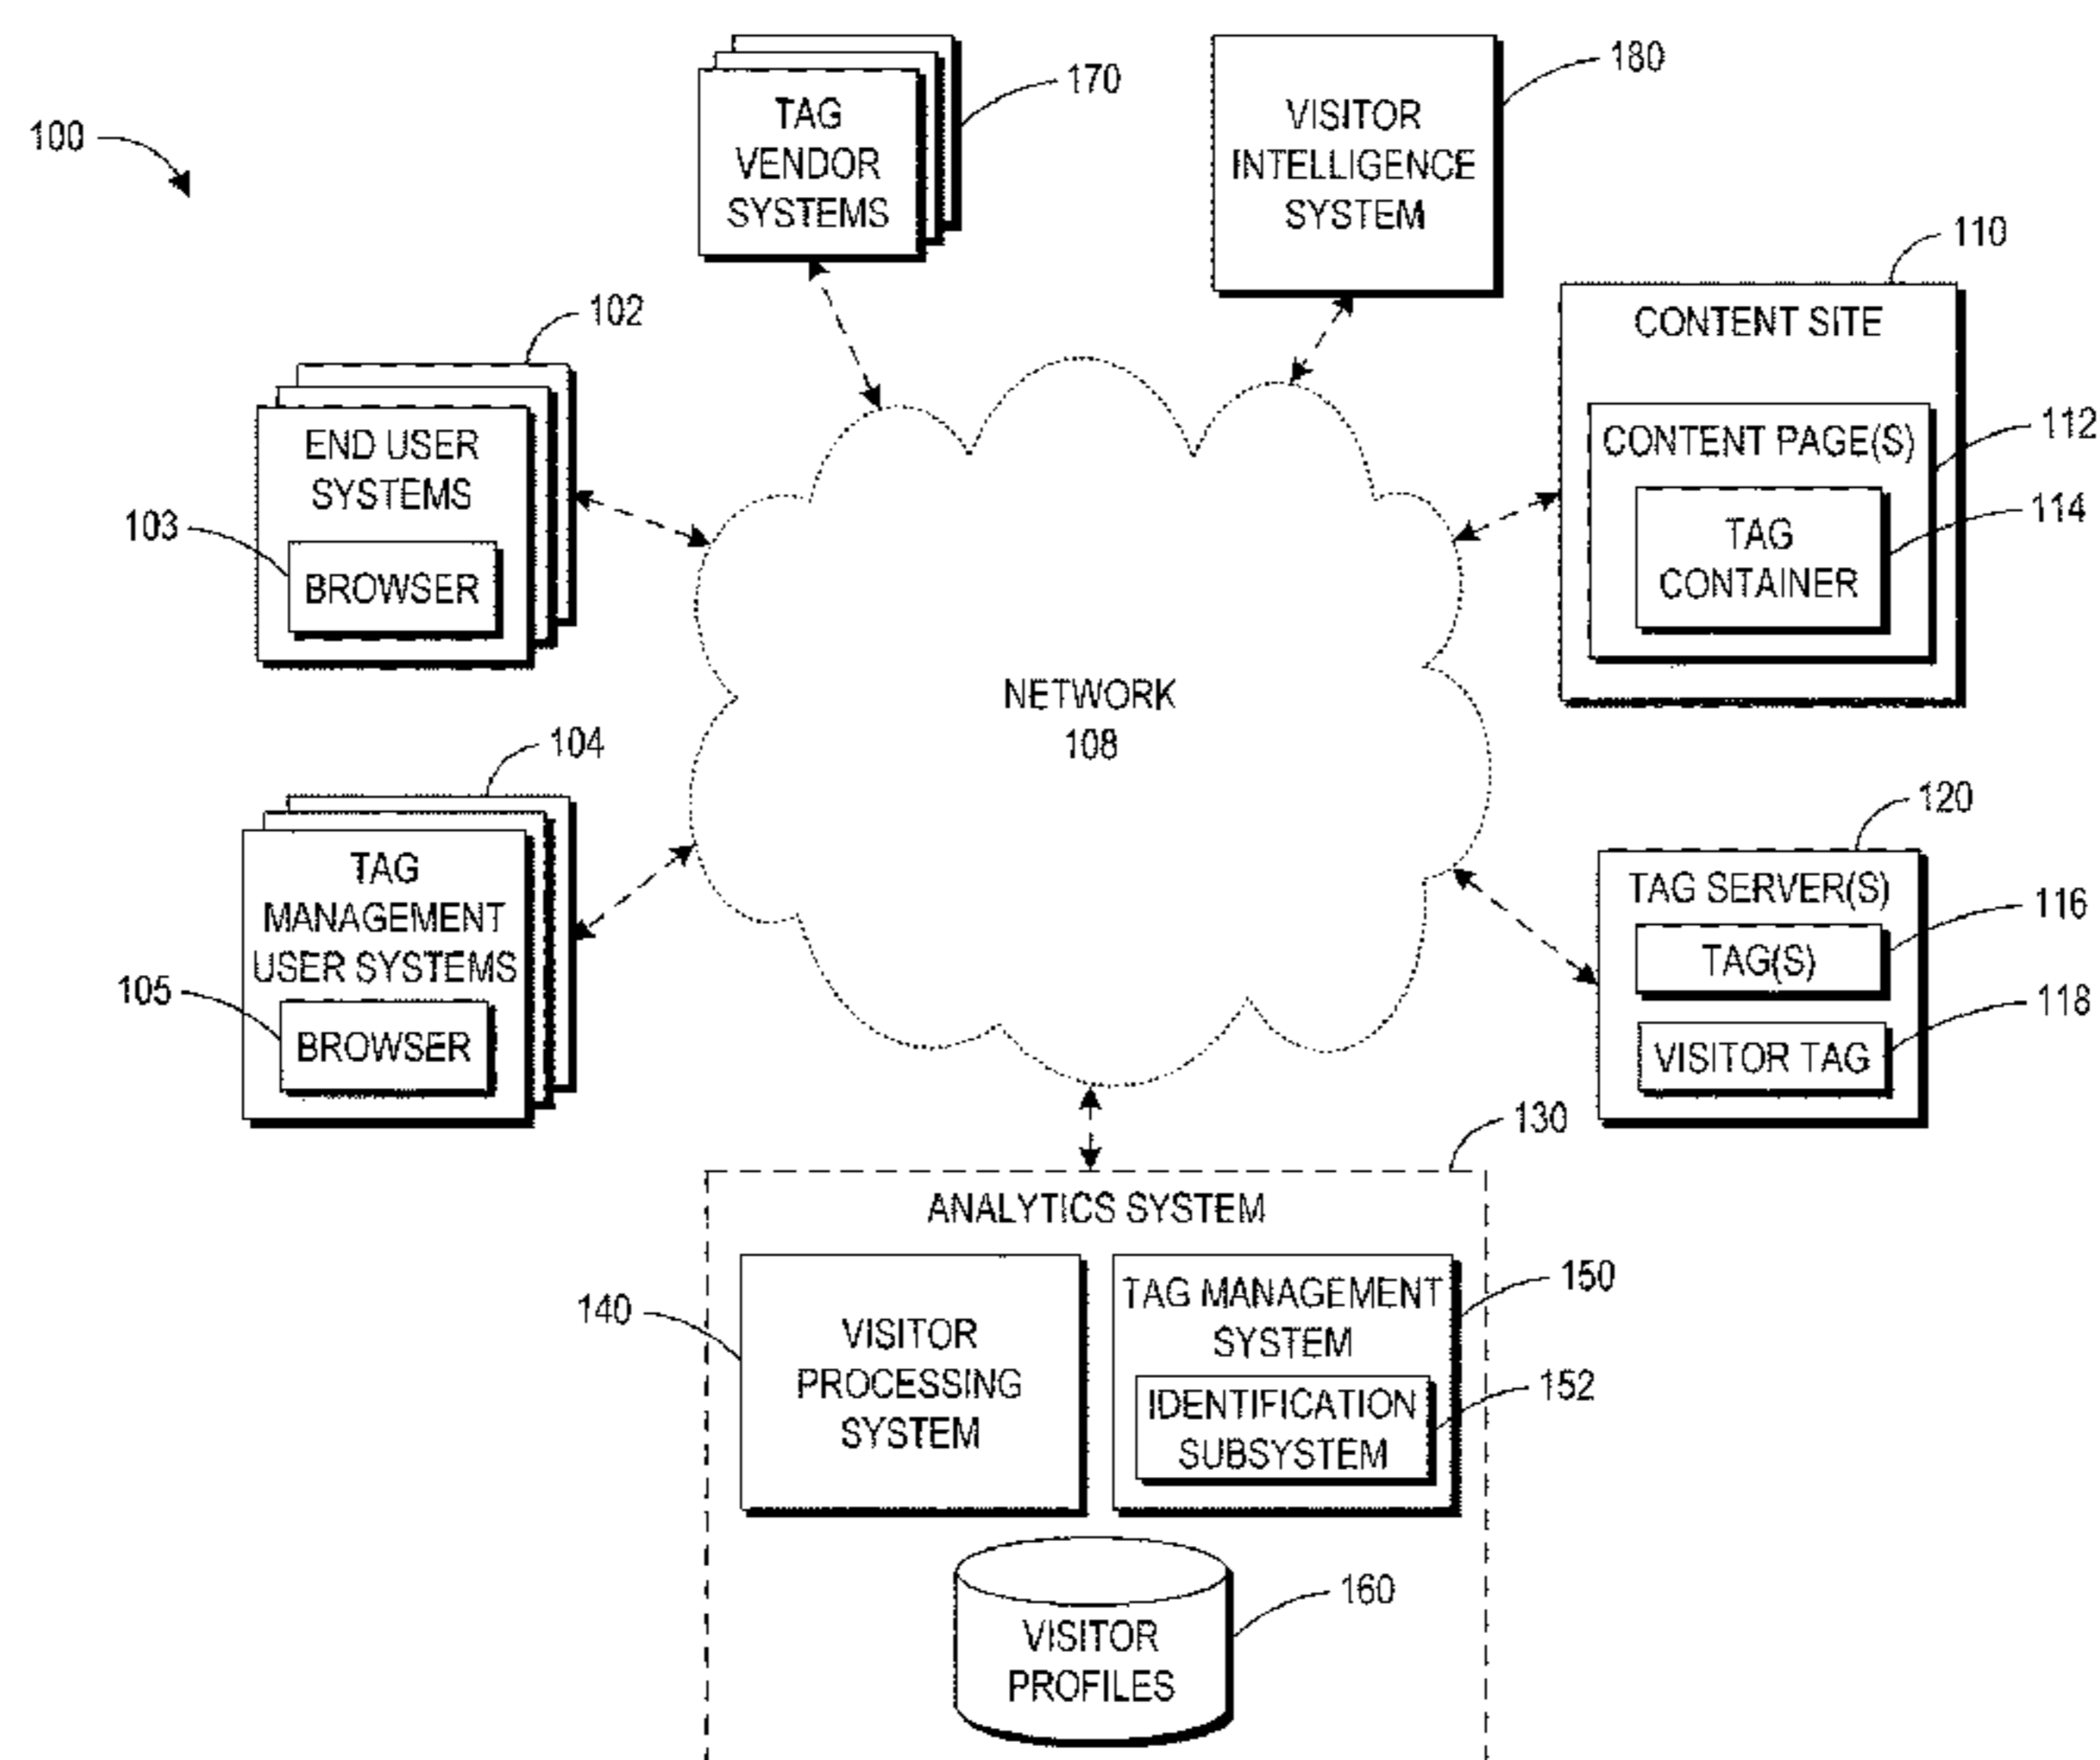 100
TAG
VENDOR
SYSTEMS
170
VISITOR
INTELLIGENCE
SYSTEM
180
110
CONTENT SITE
CONTENT PAGE(S)
112
TAG
CONTAINER
114
102
END USER
SYSTEMS
103
BROWSER
NETWORK
108
104
TAG
MANAGEMENT
USER SYSTEMS
105
BROWSER
120
TAG SERVER(S)
116
TAG(S)
118
VISITOR TAG
130
ANALYTICS SYSTEM
140
VISITOR
PROCESSING
SYSTEM
TAG MANAGEMENT
SYSTEM
150
IDENTIFICATION
SUBSYSTEM
152
160
VISITOR
PROFILES